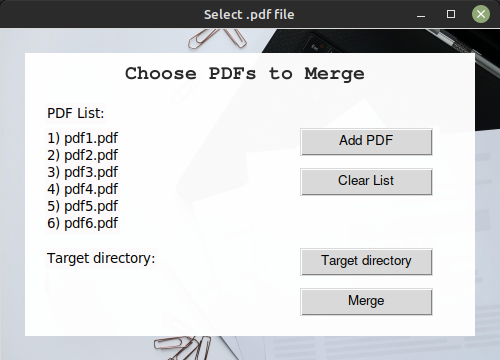 Select .pdf file
Choose PDFs to Merge
PDF List:
1) pdf1.pdf
2) pdf2.pdf
3) pdf3.pdf
4) pdf4.pdf
5) pdf5.pdf
6) pdf6.pdf
Add PDF
Clear List
Target directory:
Target directory
Merge